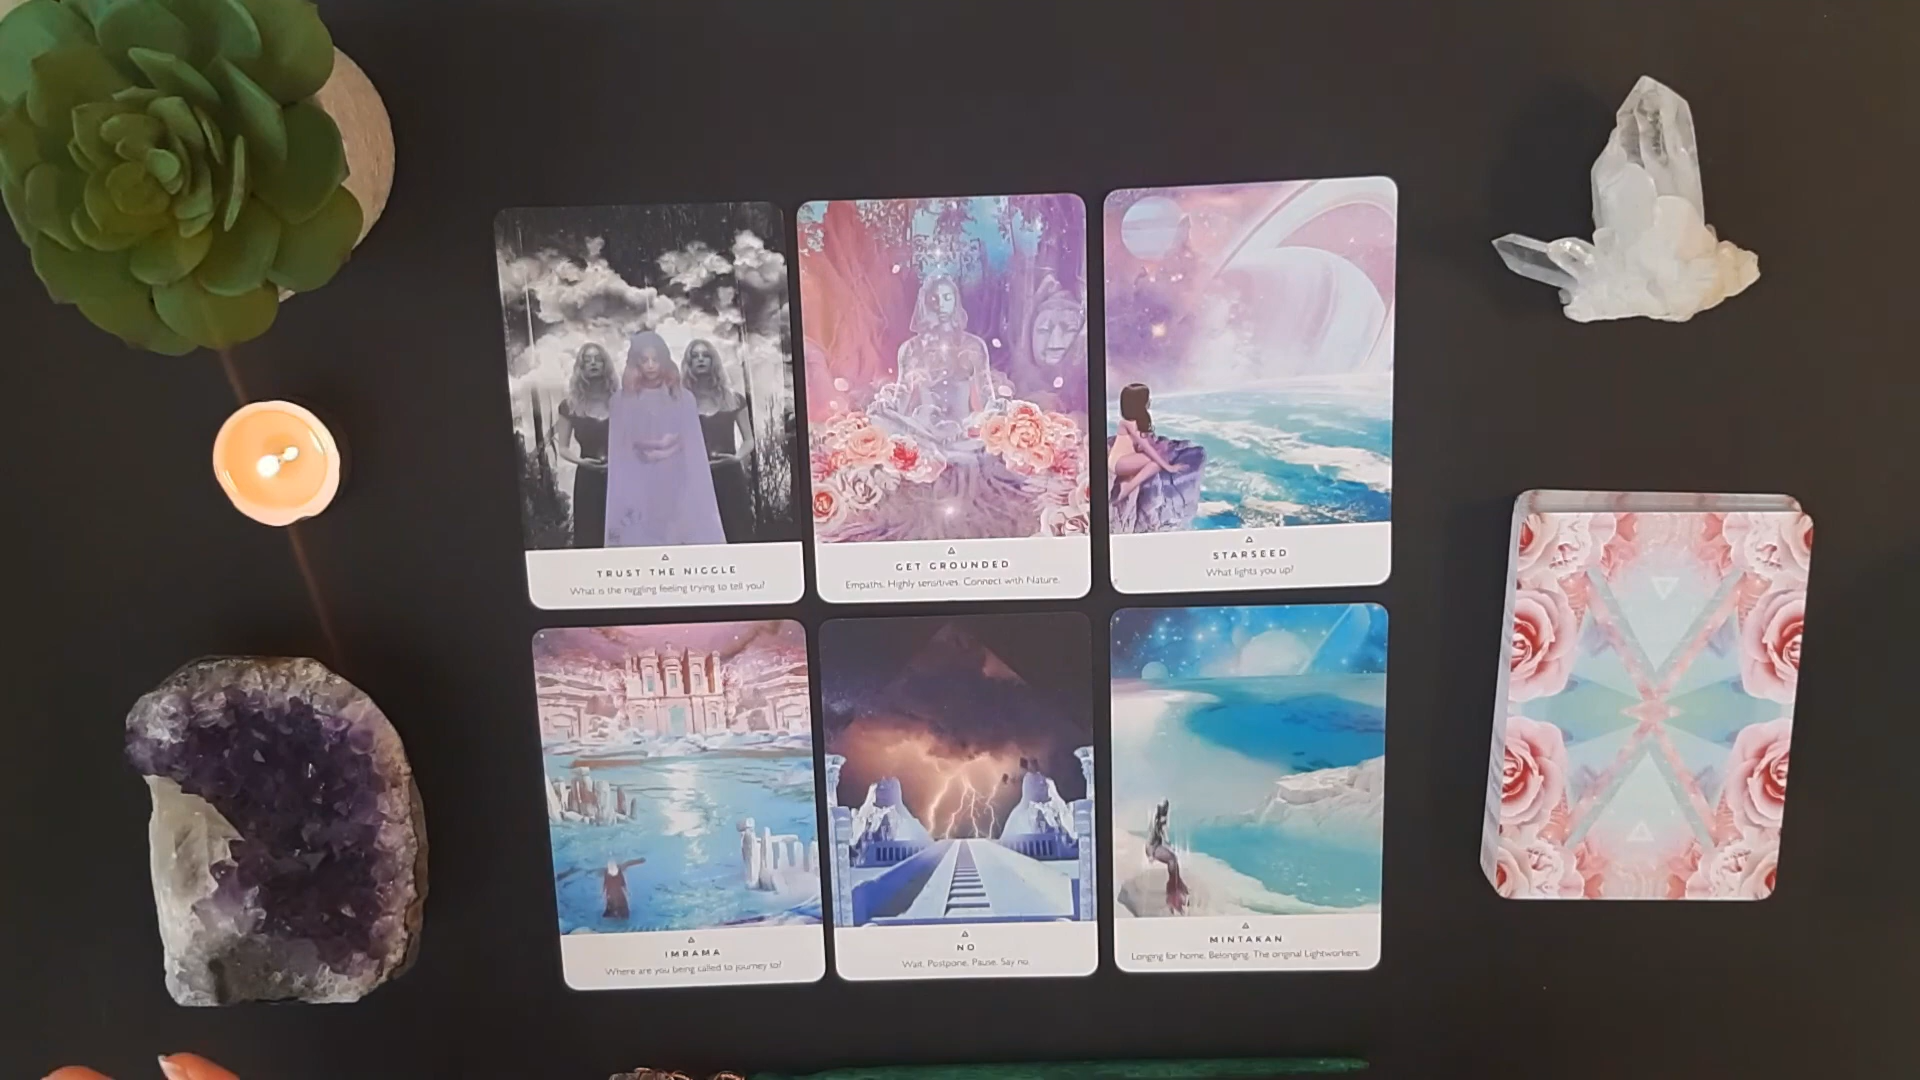 TRUST THE NIGGLE
What is the niggling feeling trying to tell you?
GET GROUNDED
Empaths. Highly sensitives. Connect with Nature.
STARSEED
What lights you up?
IMRAMA
Where are you being called to journey to?
NO
Wait. Postpone. Pause. Say no.
MINTAKAN
Longing for home. Belonging. The original Lightworkers.